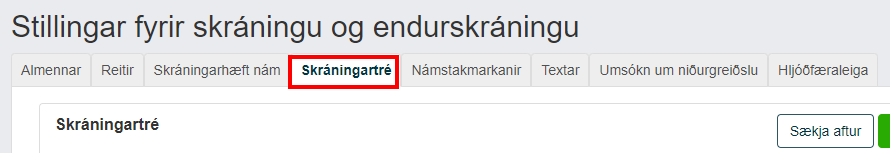 Stillingar fyrir skráningu og endurskráningu
Almennar Reitir Skráningarhæft nám Skráningartré Námstakmarkanir Textar Umsókn um niðurgreiðslu Hljóðfæraleiga
Skráningartré Sækja aftur